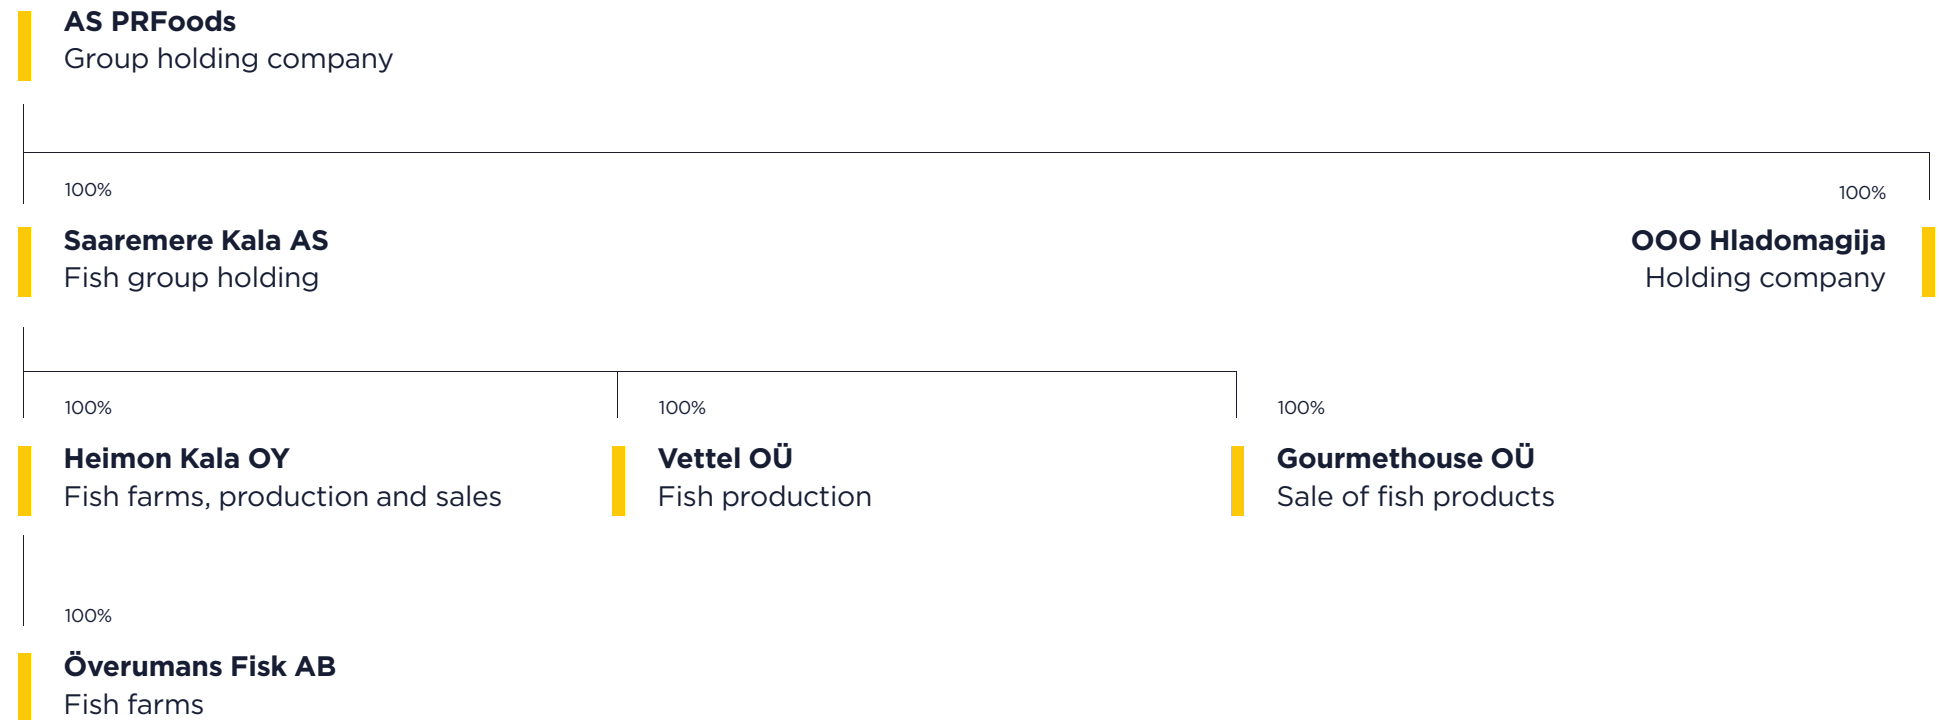 AS PRFoods
Group holding company
100%
Saaremere Kala AS
Fish group holding
100%
OOO Hladomagija
Holding company
100%
Heimon Kala OY
Fish farms, production and sales
100%
Vettel OÜ
Fish production
100%
Gourmethouse OÜ
Sale of fish products
100%
Överumans Fisk AB
Fish farms